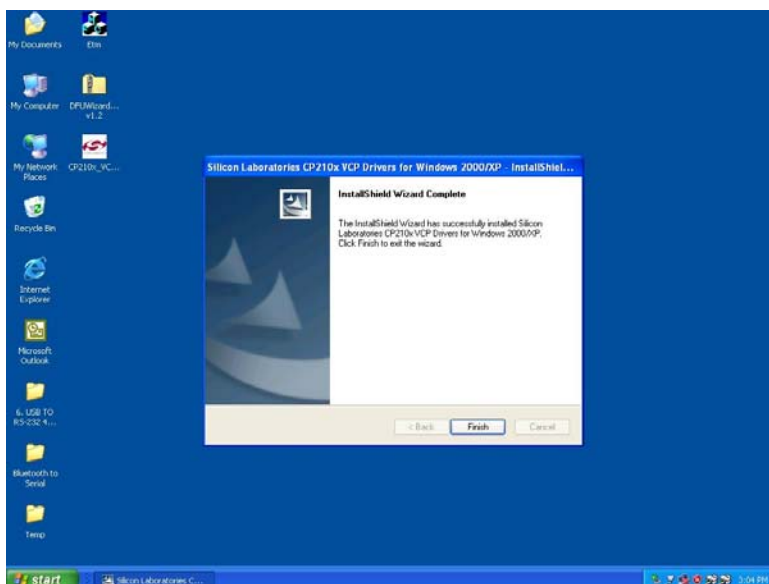 My Documents
Elm
My Computer
DFUWizard...
v1.2
My Network
Places
CP210x_VC...
Recycle Bin
Internet
Explorer
Microsoft
Outlook
6. USB TO
RS-232 4...
Bluetooth to
Serial
Temp
Silicon Laboratories CP210x VCP Drivers for Windows 2000/XP - InstallShiel...
InstallShield Wizard Complete
The InstallShield Wizard has successfully installed Silicon
Laboratories CP210x VCP Drivers for Windows 2000/XP.
Click Finish to exit the wizard.
< Back
Finish
Cancel
start
Silicon Laboratories C...
3:04 PM